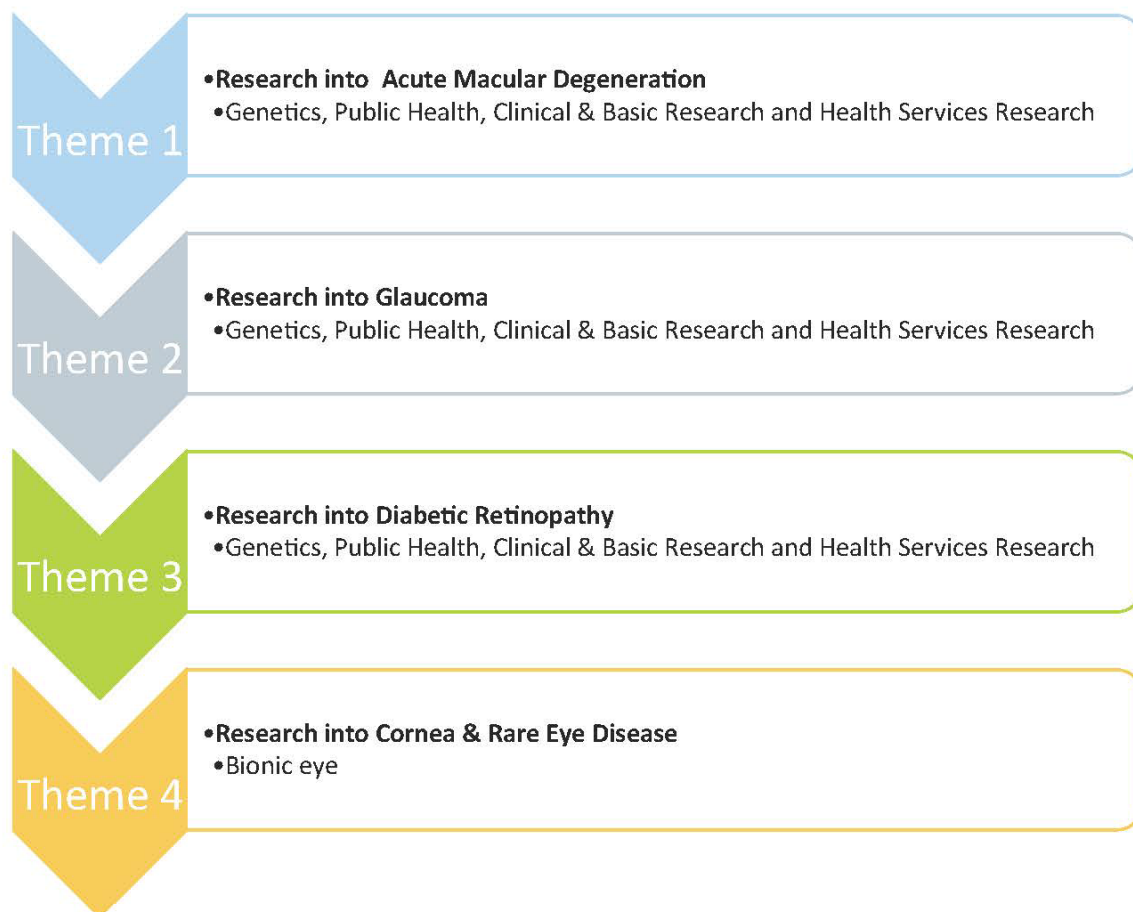 Theme 1
•Research into  Acute Macular Degeneration
•Genetics, Public Health, Clinical & Basic Research and Health Services Research
Theme 2
•Research into Glaucoma
•Genetics, Public Health, Clinical & Basic Research and Health Services Research
Theme 3
•Research into Diabetic Retinopathy
•Genetics, Public Health, Clinical & Basic Research and Health Services Research
Theme 4
•Research into Cornea & Rare Eye Disease
•Bionic eye